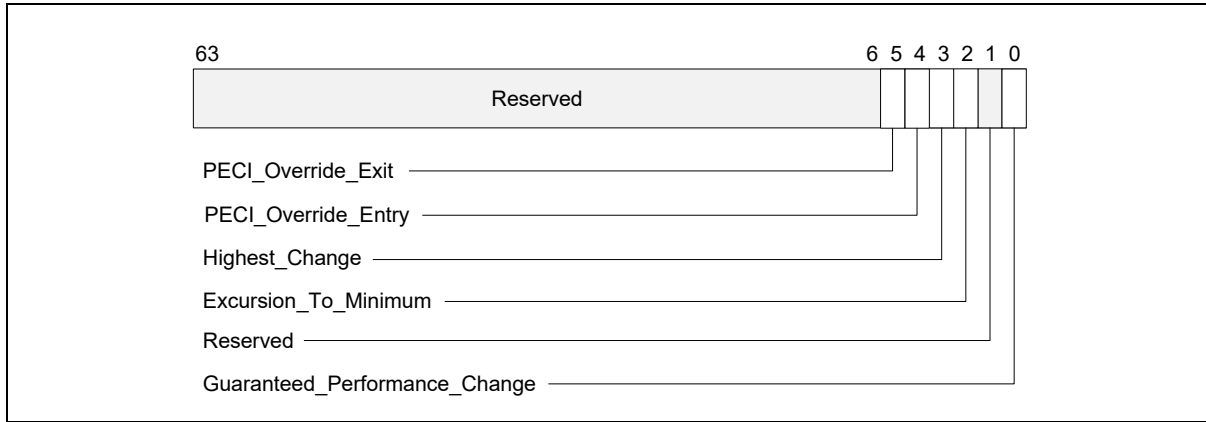 63 6 5 4 3 2 1 0
Reserved
PECI_Override_Exit
PECI_Override_Entry
Highest_Change
Excursion_To_Minimum
Reserved
Guaranteed_Performance_Change